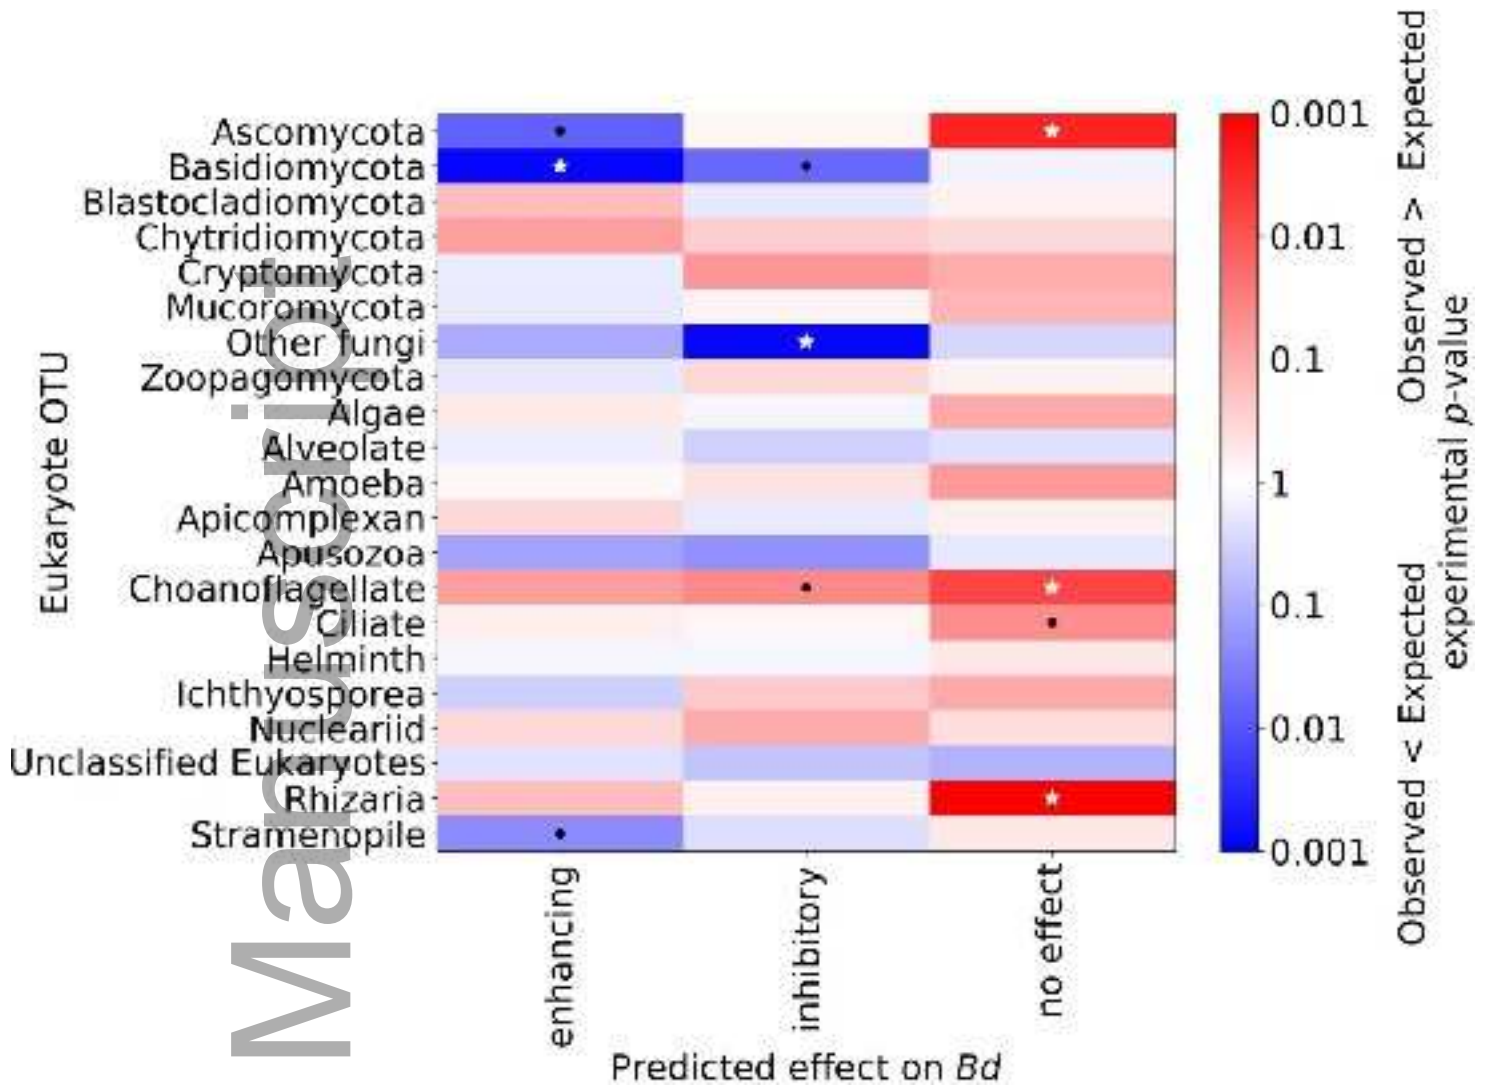 Ascomycota
Basidiomycota
Blastocladiomycota
Chytridiomycota
Cryptomycota
Mucoromycota
Other fungi
Zoopagomycota
Algae
Alveolate
Amoeba
Apicomplexan
Apusozoa
Choanoflagellate
Ciliate
Helminth
Ichthyosporea
Nucleariid
Unclassified Eukaryotes
Rhizaria
Stramenopile
Eukaryote OTU
Manuscript
enhancing
inhibitory
no effect
Predicted effect on Bd
0.001
0.01
0.1
1
0.1
0.01
0.001
Observed < Expected Observed > Expected
experimental p-value